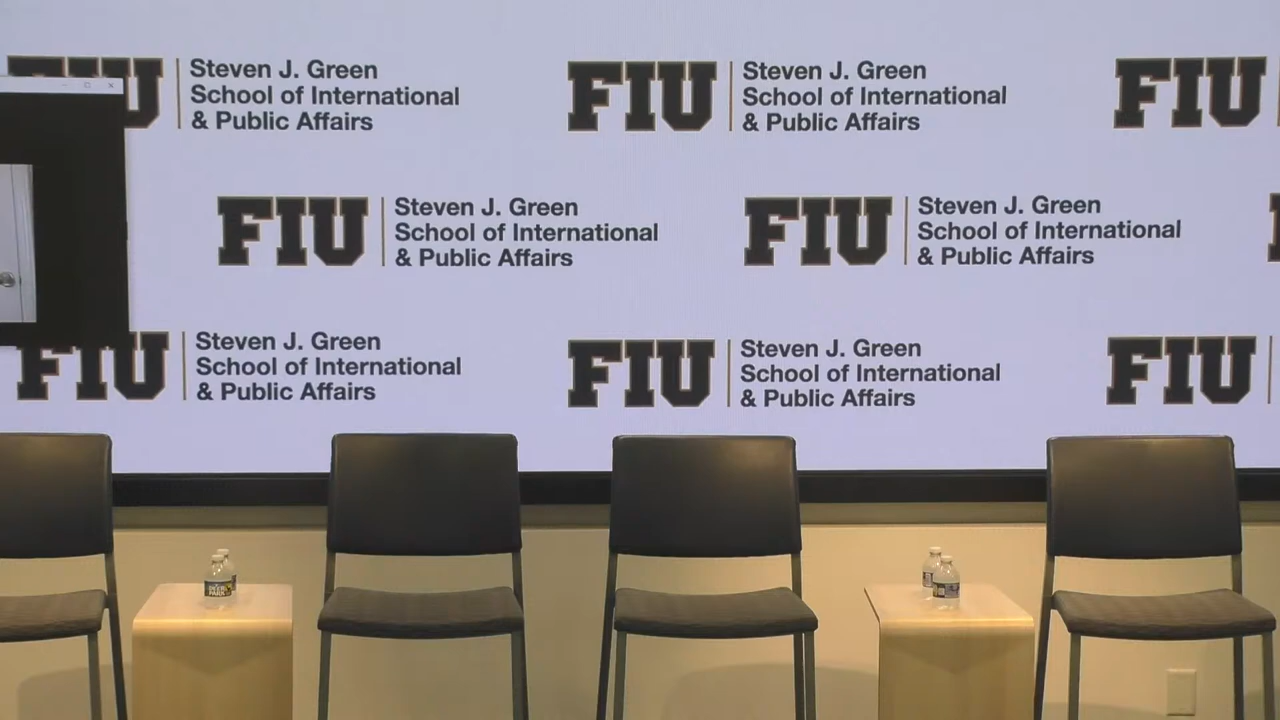 FIU Steven J. Green
School of International
& Public Affairs
FIU Steven J. Green
School of International
& Public Affairs
FIU
FIU Steven J. Green
School of International
& Public Affairs
FIU Steven J. Green
School of International
& Public Affairs
FIU Steven J. Green
School of International
& Public Affairs
FIU Steven J. Green
School of International
& Public Affairs
FIU
DEER
PARK